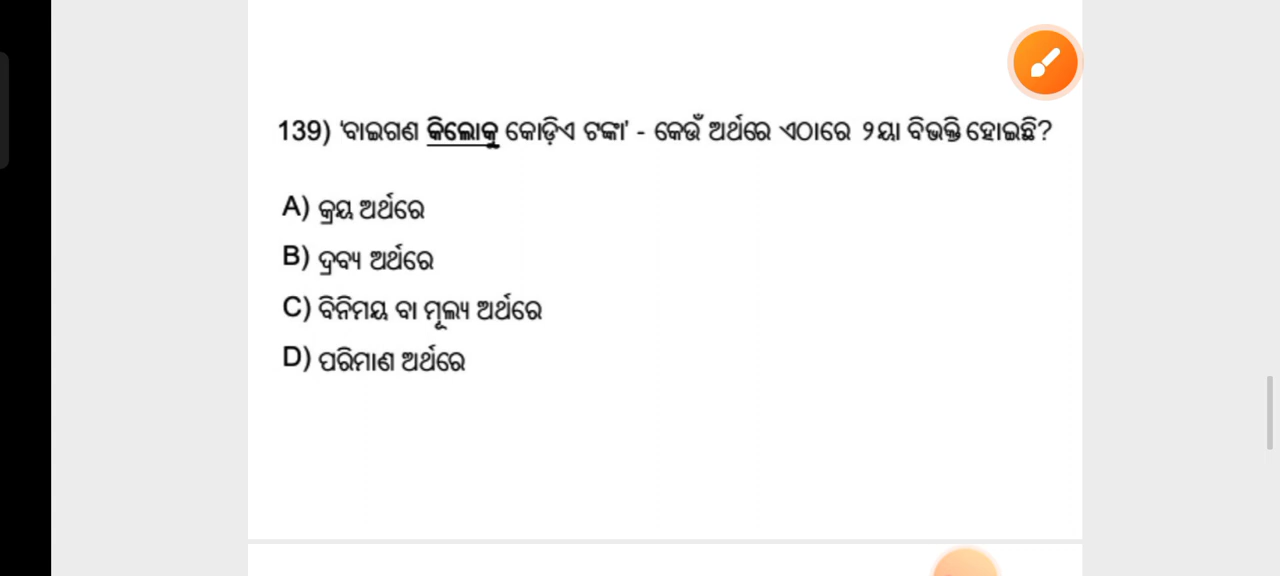 139) 'ବାଇଗଣ କିଲୋକୁ କୋଡ଼ିଏ ଟଙ୍କା' - କେଉଁ ଅର୍ଥରେ ଏଠାରେ ୨ୟା ବିଭକ୍ତି ହୋଇଛି?
A) କ୍ରୟ ଅର୍ଥରେ
B) ଦ୍ରବ୍ୟ ଅର୍ଥରେ
C) ବିନିମୟ ବା ମୂଲ୍ୟ ଅର୍ଥରେ
D) ପରିମାଣ ଅର୍ଥରେ